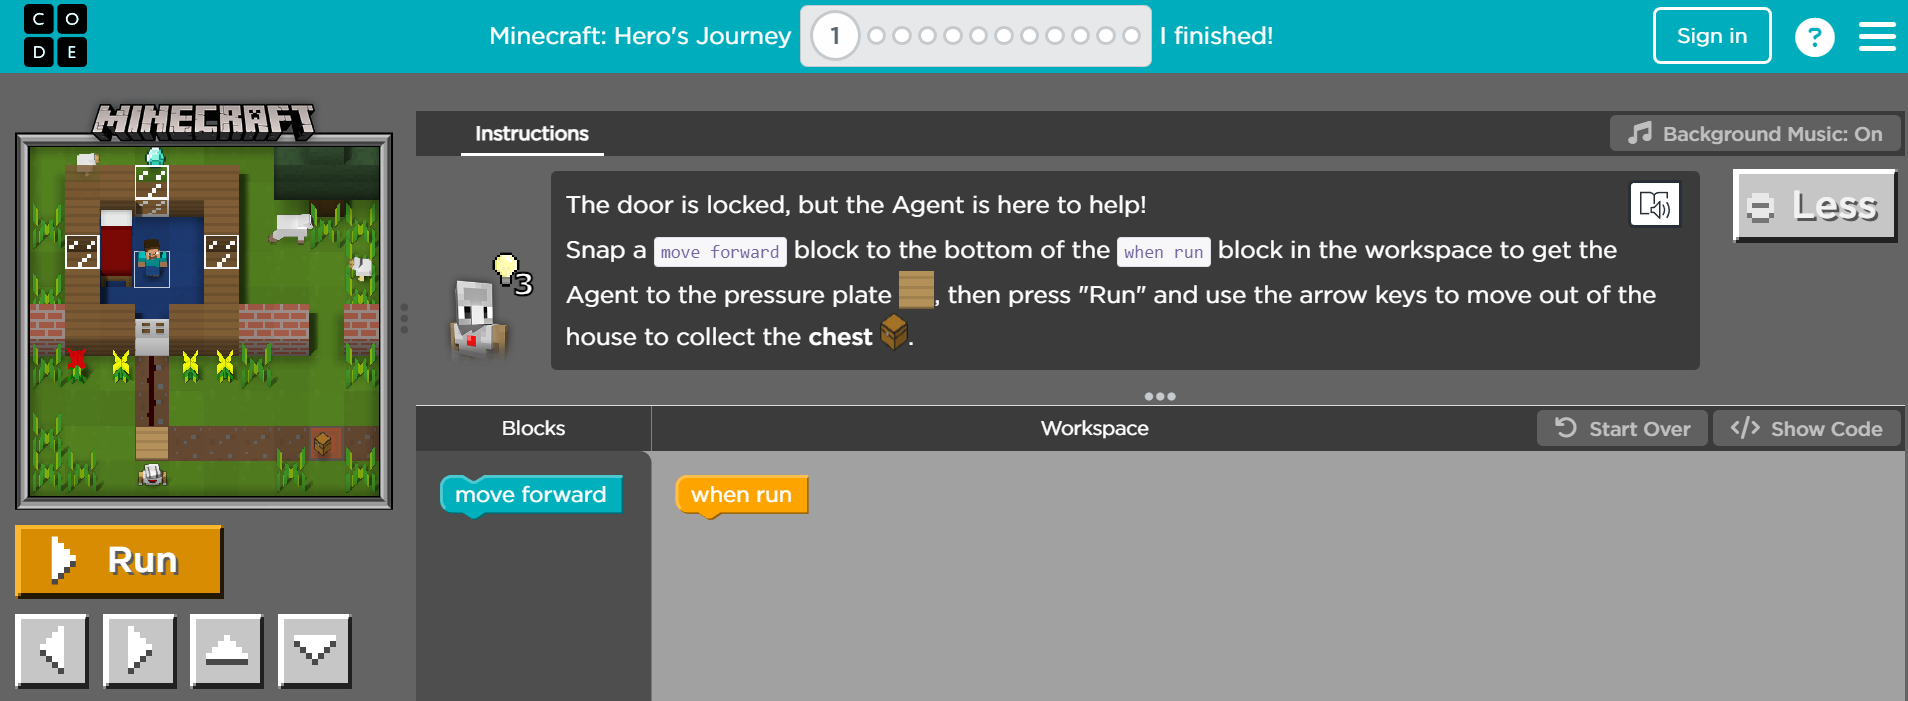 CO
DE
Minecraft: Hero's Journey
1
I finished!
Sign in
?
MINECRAFT
Instructions
Background Music: On
The door is locked, but the Agent is here to help!
Snap a move forward block to the bottom of the when run block in the workspace to get the
Agent to the pressure plate , then press "Run" and use the arrow keys to move out of the
house to collect the chest .
3
Less
Blocks
Workspace
Start Over
</> Show Code
move forward
when run
Run